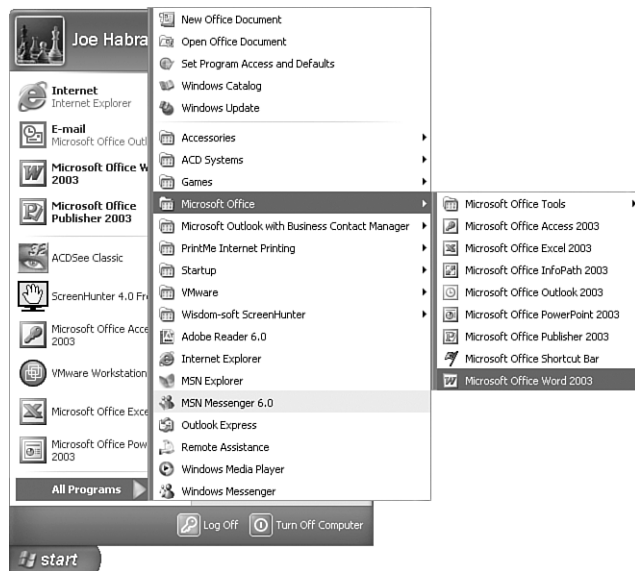 Joe Habra
Internet
Internet Explorer
E-mail
Microsoft Office Outl
Microsoft Office W
2003
Microsoft Office
Publisher 2003
ACDSee Classic
ScreenHunter 4.0 Fre
Microsoft Office Acce
2003
VMware Workstation
Microsoft Office Exce
Microsoft Office Pow
2003
All Programs
New Office Document
Open Office Document
Set Program Access and Defaults
Windows Catalog
Windows Update
Accessories
ACD Systems
Games
Microsoft Office
Microsoft Outlook with Business Contact Manager
PrintMe Internet Printing
Startup
VMware
Wisdom-soft ScreenHunter
Adobe Reader 6.0
Internet Explorer
MSN Explorer
MSN Messenger 6.0
Outlook Express
Remote Assistance
Windows Media Player
Windows Messenger
Microsoft Office Tools
Microsoft Office Access 2003
Microsoft Office Excel 2003
Microsoft Office InfoPath 2003
Microsoft Office Outlook 2003
Microsoft Office PowerPoint 2003
Microsoft Office Publisher 2003
Microsoft Office Shortcut Bar
Microsoft Office Word 2003
Log Off
Turn Off Computer
start